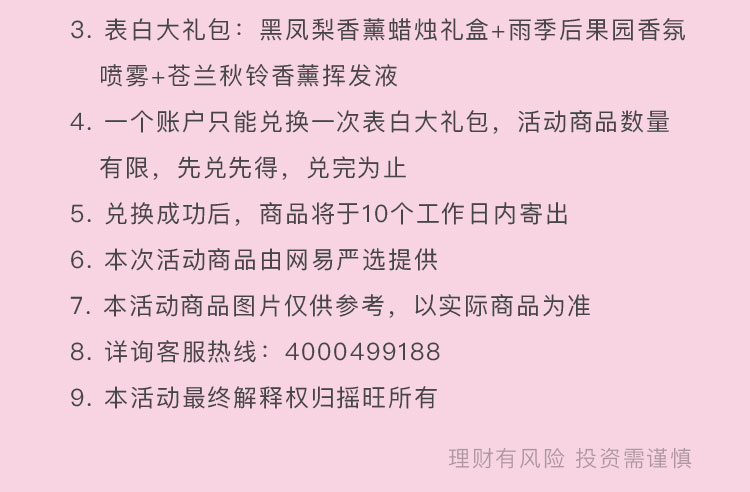 3. 表白大礼包：黑凤梨香薰蜡烛礼盒+雨季后果园香氛
喷雾+苍兰秋铃香薰挥发液
4. 一个账户只能兑换一次表白大礼包，活动商品数量
有限，先兑先得，兑完为止
5. 兑换成功后，商品将于10个工作日内寄出
6. 本次活动商品由网易严选提供
7. 本活动商品图片仅供参考，以实际商品为准
8. 详询客服热线：4000499188
9. 本活动最终解释权归摇旺所有
理财有风险 投资需谨慎